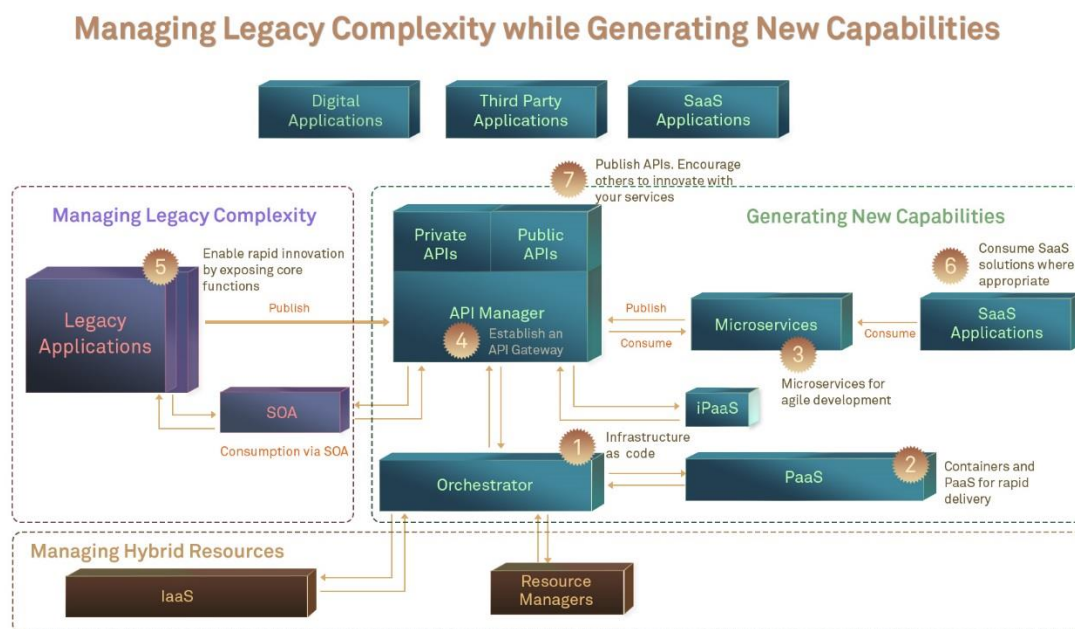 Managing Legacy Complexity while Generating New Capabilities
Digital
Applications
Third Party
Applications
SaaS
Applications
7
Publish APIs. Encourage
others to innovate with
your services
Managing Legacy Complexity
Generating New Capabilities
5
Enable rapid innovation
by exposing core
functions
Private
APIs
Public
APIs
6
Consume SaaS
solutions where
appropriate
Legacy
Applications
Publish
API Manager
4
Establish an
API Gateway
Publish
Consume
Microservices
3
Microservices for
agile development
Consume
SaaS
Applications
SOA
Consumption via SOA
iPaaS
1
Infrastructure
as code
Orchestrator
PaaS
2
Containers and
PaaS for rapid
delivery
Managing Hybrid Resources
IaaS
Resource
Managers